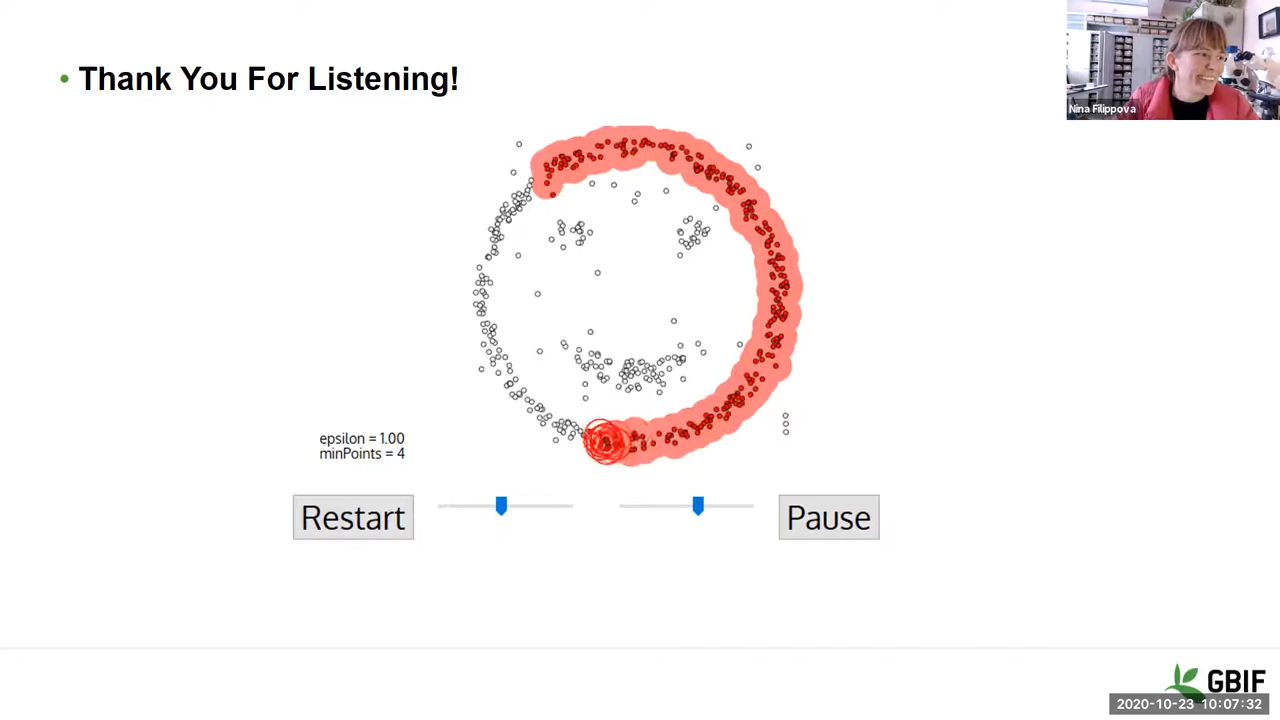 • Thank You For Listening!
Nina Filippova
epsilon = 1.00
minPoints = 4
Restart
Pause
GBIF
2020-10-23 10:07:32